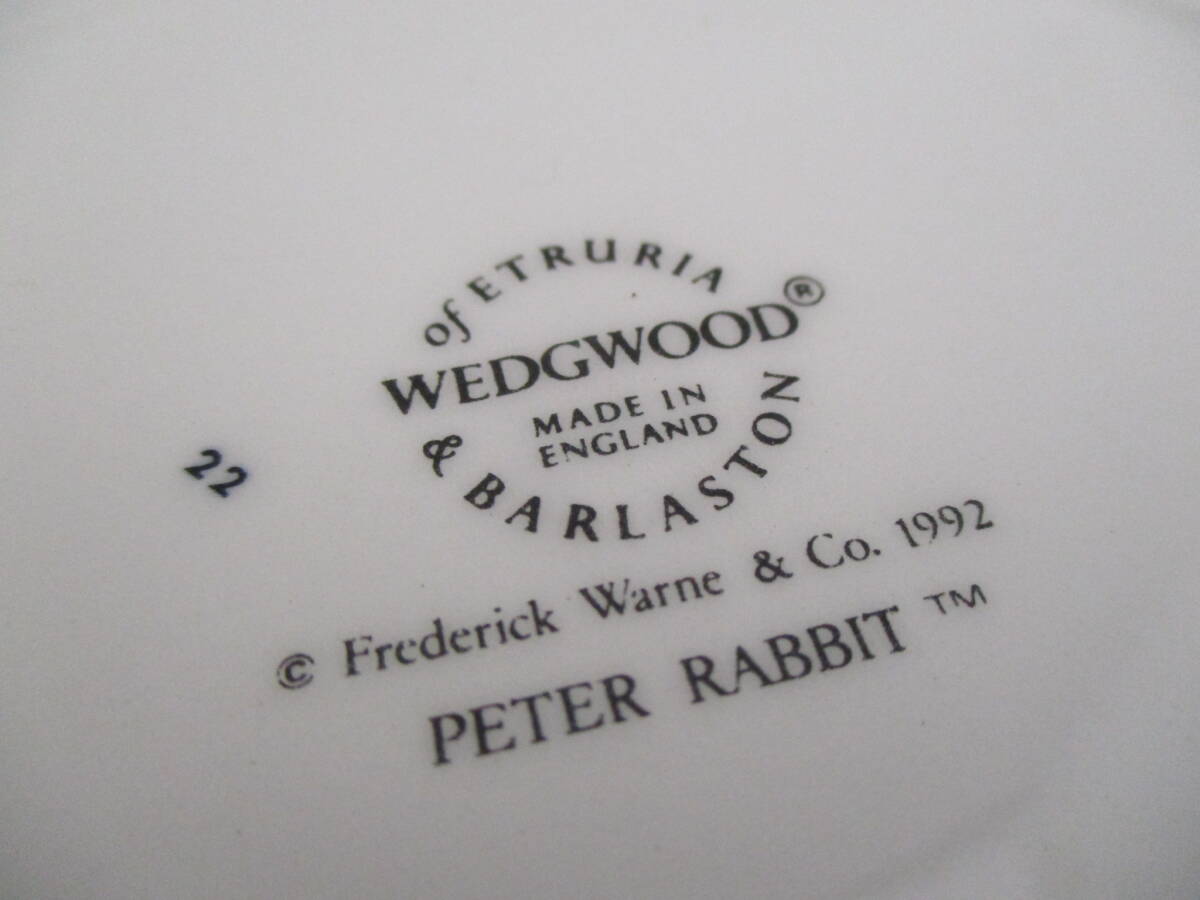 of ETRURIA
WEDGWOOD®
MADE IN
ENGLAND
& BARLASTON
22
© Frederick Warne & Co. 1992
PETER RABBIT ™